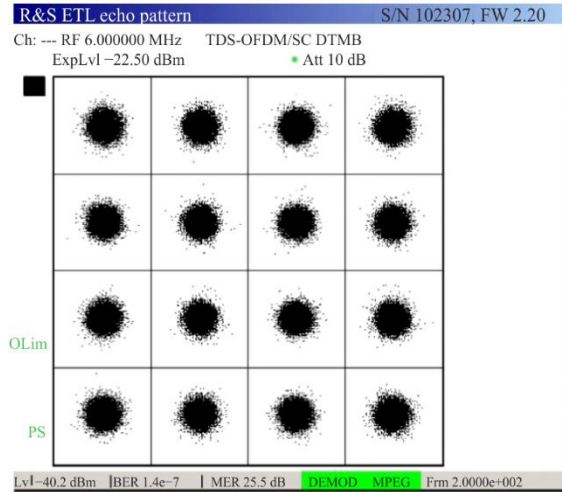 R&S ETL echo pattern S/N 102307, FW 2.20
Ch: --- RF 6.000000 MHz TDS-OFDM/SC DTMB
ExpLvl −22.50 dBm • Att 10 dB
OLim
PS
Lvl −40.2 dBm BER 1.4e−7 MER 25.5 dB DEMOD MPEG Frm 2.0000e+002